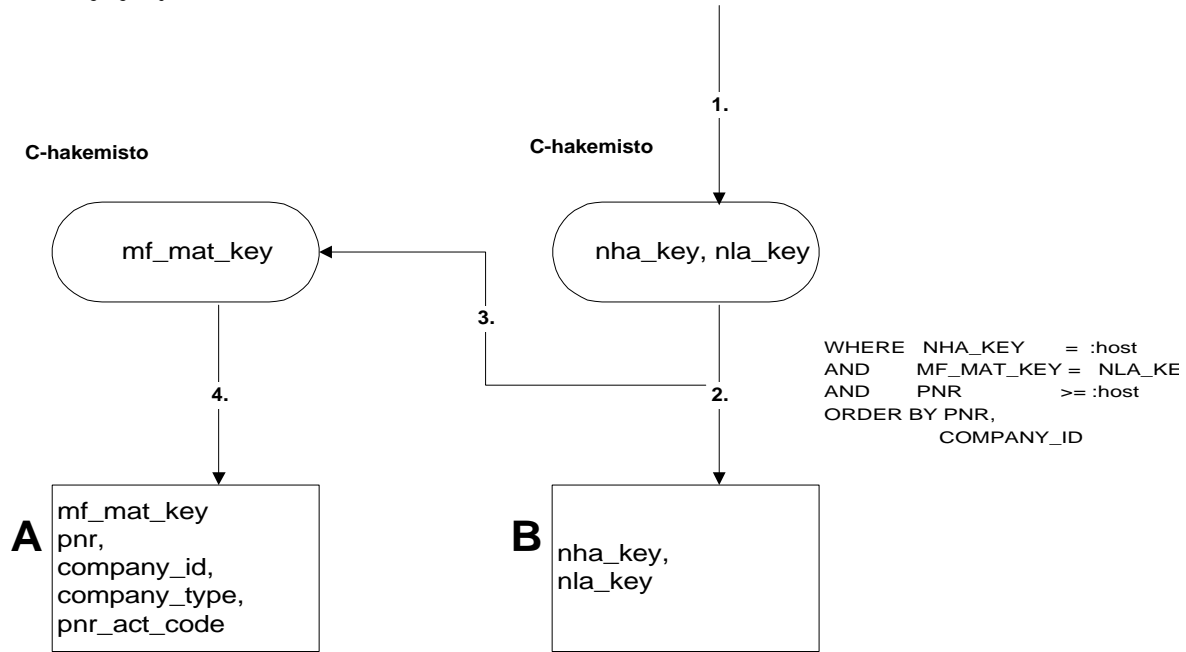 1.
C-hakemisto
C-hakemisto
mf_mat_key
nha_key, nla_key
3.
WHERE NHA_KEY = :host
AND MF_MAT_KEY = NLA_KE
AND PNR >= :host
ORDER BY PNR,
COMPANY_ID
4.
2.
A
mf_mat_key
pnr,
company_id,
company_type,
pnr_act_code
B
nha_key,
nla_key